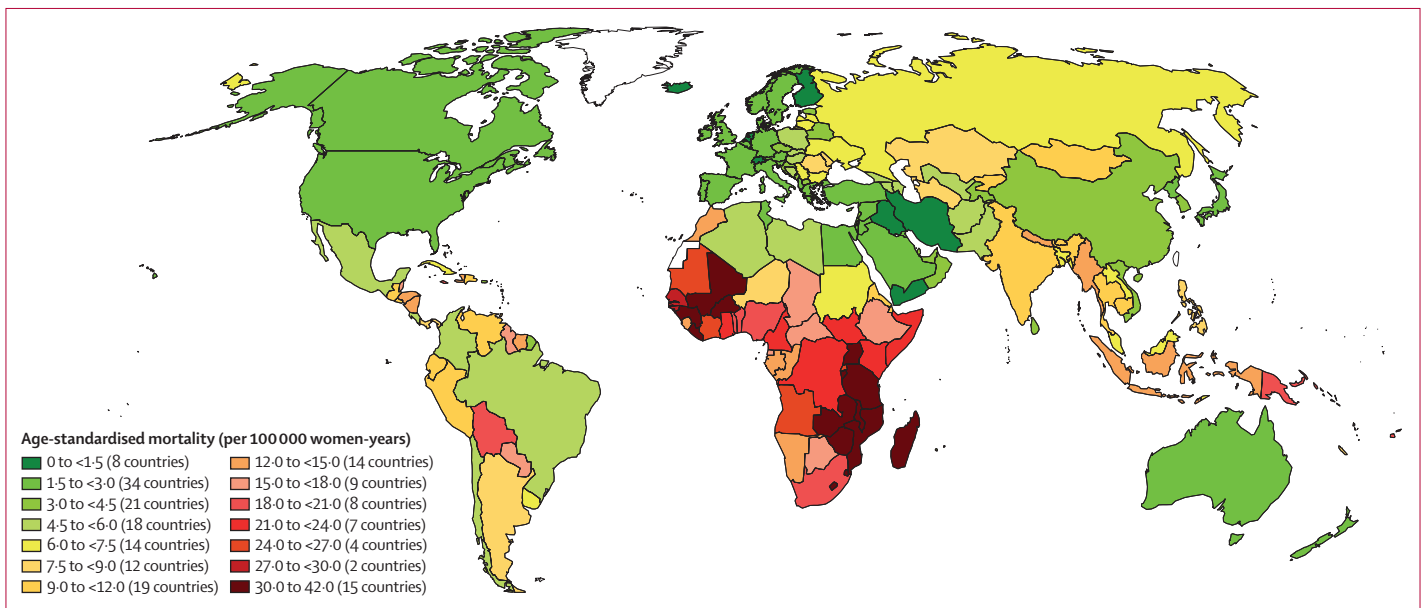 Age-standardised mortality (per 100 000 women-years)
0 to <1·5 (8 countries)
1·5 to <3·0 (34 countries)
3·0 to <4·5 (21 countries)
4·5 to <6·0 (18 countries)
6·0 to <7·5 (14 countries)
7·5 to <9·0 (12 countries)
9·0 to <12·0 (19 countries)
12·0 to <15·0 (14 countries)
15·0 to <18·0 (9 countries)
18·0 to <21·0 (8 countries)
21·0 to <24·0 (7 countries)
24·0 to <27·0 (4 countries)
27·0 to <30·0 (2 countries)
30·0 to 42·0 (15 countries)